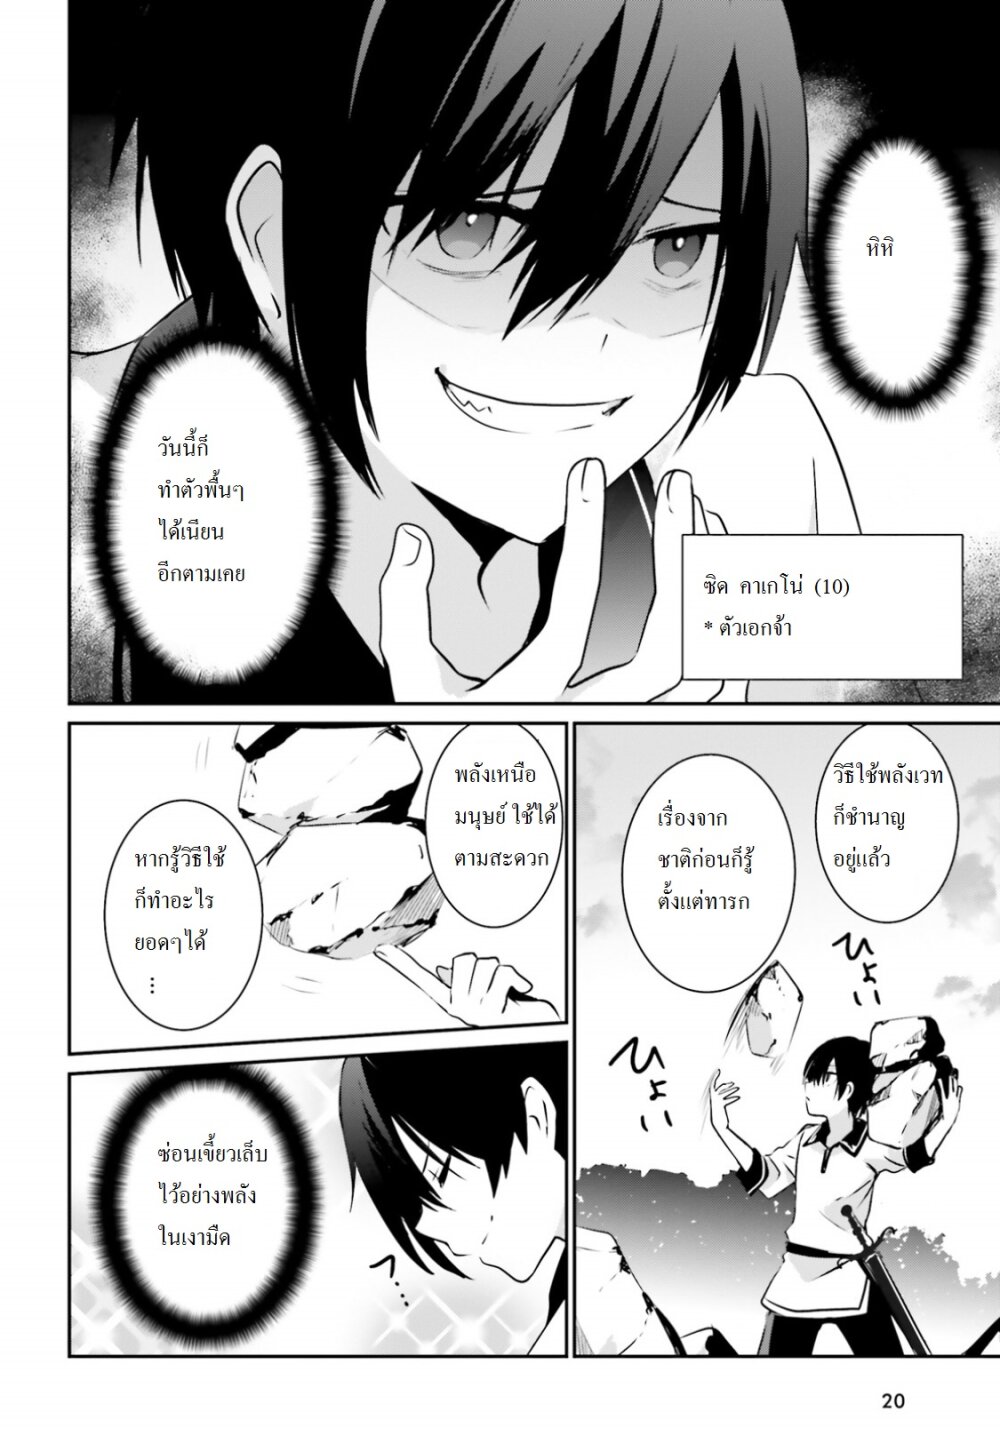 หิหิ
วันนี้ก็
ทำตัวพื้นๆ
ได้เนียน
อีกตามเคย
ซิด คาเกโน่ (10)
* ตัวเอกจ้า
วิธีใช้พลังเวท
ก็ชำนาญ
อยู่แล้ว
เรื่องจาก
ชาติก่อนก็รู้
ตั้งแต่ทารก
ひょい
ひょい
พลังเหนือ
มนุษย์ ใช้ได้
ตามสะดวก
หากรู้วิธีใช้
ก็ทำอะไร
ยอดๆได้
...
ซ่อนเขี้ยวเล็บ
ไว้อย่างพลัง
ในเงามืด
く...
20